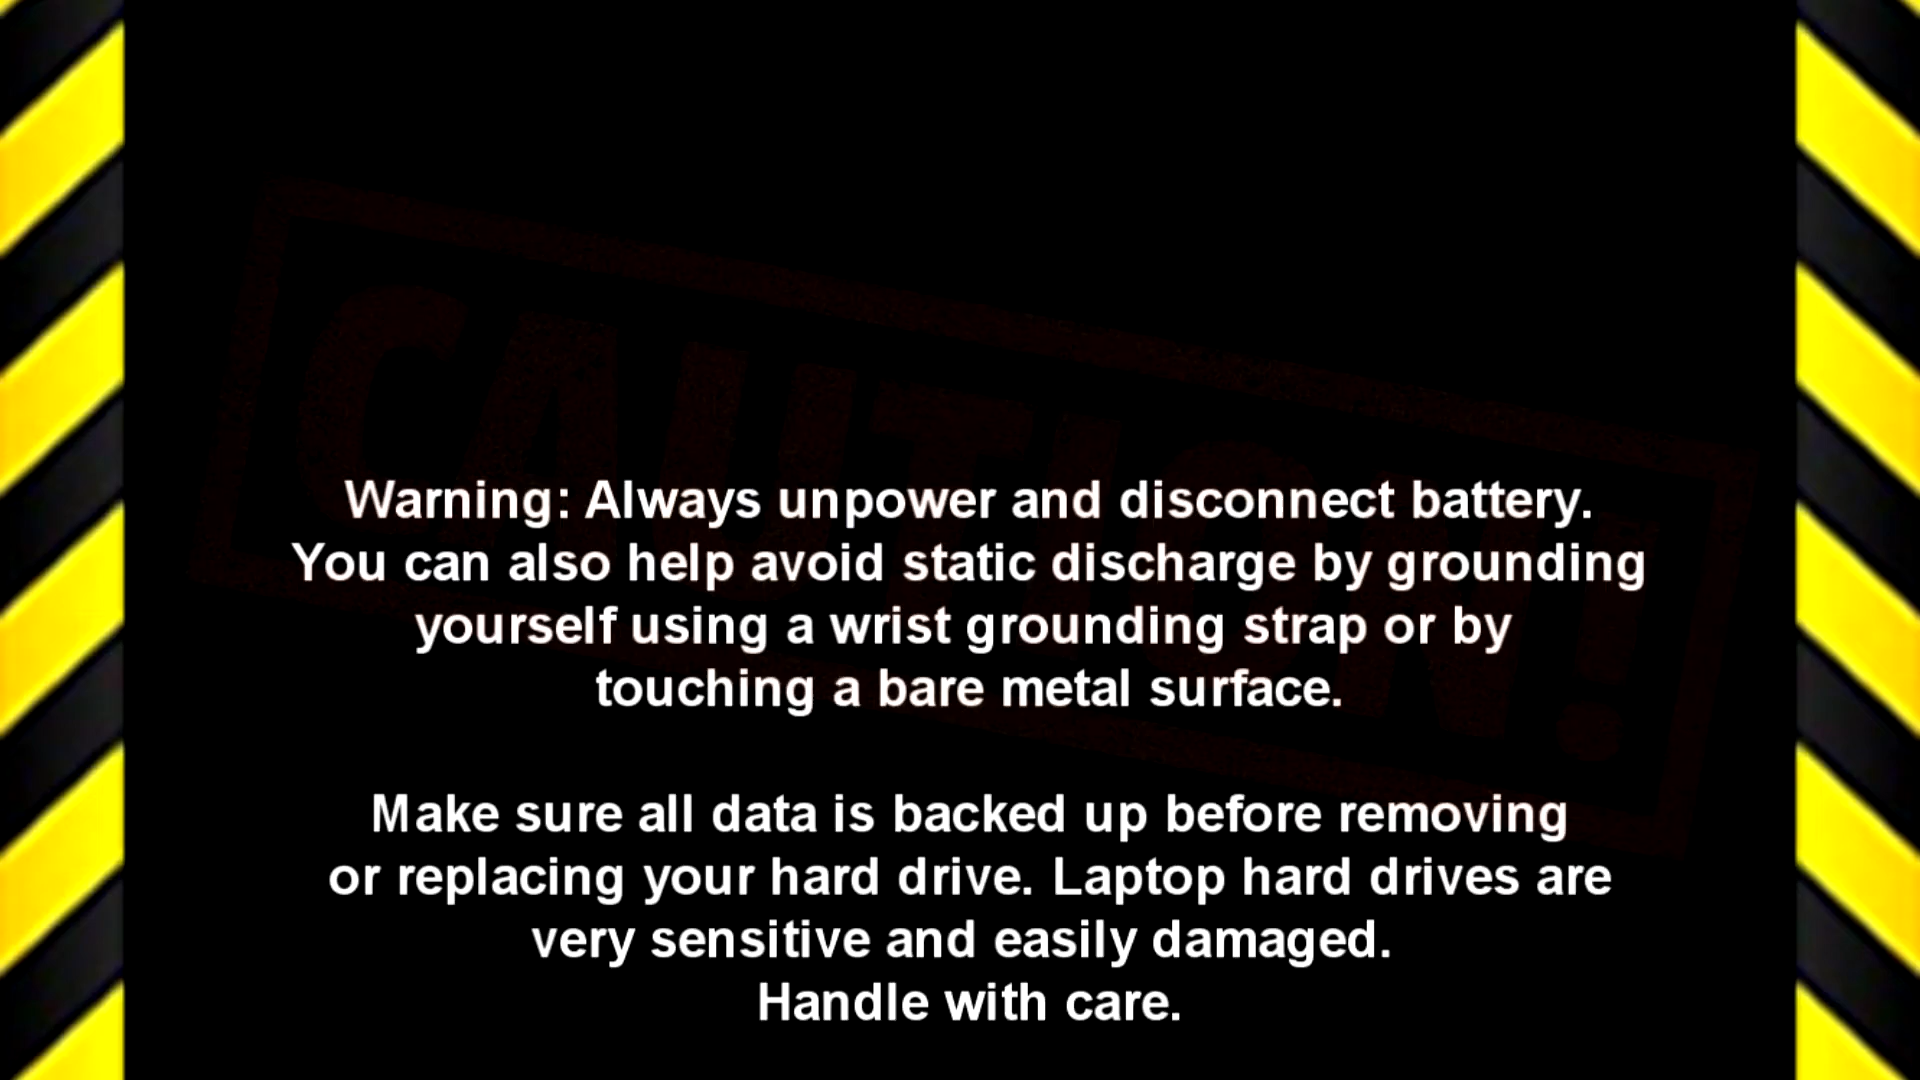 CAUTION!
Warning: Always unpower and disconnect battery.
You can also help avoid static discharge by grounding
yourself using a wrist grounding strap or by
touching a bare metal surface.
Make sure all data is backed up before removing
or replacing your hard drive. Laptop hard drives are
very sensitive and easily damaged.
Handle with care.